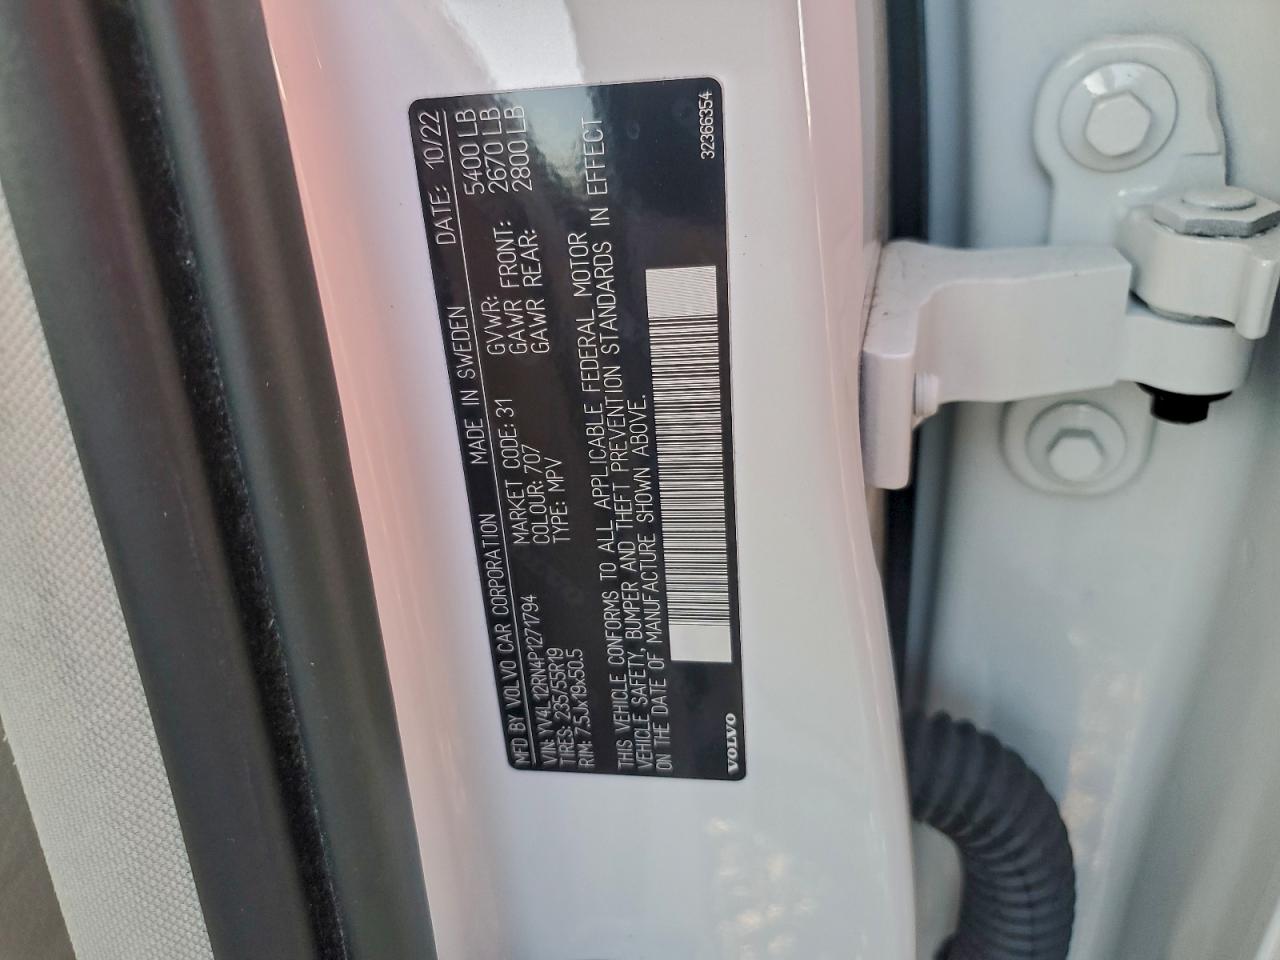 MFD BY VOLVO CAR CORPORATION MADE IN SWEDEN DATE: 10/22
VIN: YV4L12RN4P1271794 MARKET CODE: 31 GVWR: 5400 LB
TIRES: 235/55R19 COLOUR: 707 GAWR FRONT: 2670 LB
RIM: 7.5Jx19x50.5 TYPE: MPV GAWR REAR: 2800 LB
THIS VEHICLE CONFORMS TO ALL APPLICABLE FEDERAL MOTOR
VEHICLE SAFETY, BUMPER AND THEFT PREVENTION STANDARDS IN EFFECT
ON THE DATE OF MANUFACTURE SHOWN ABOVE.
VOLVO 32366354